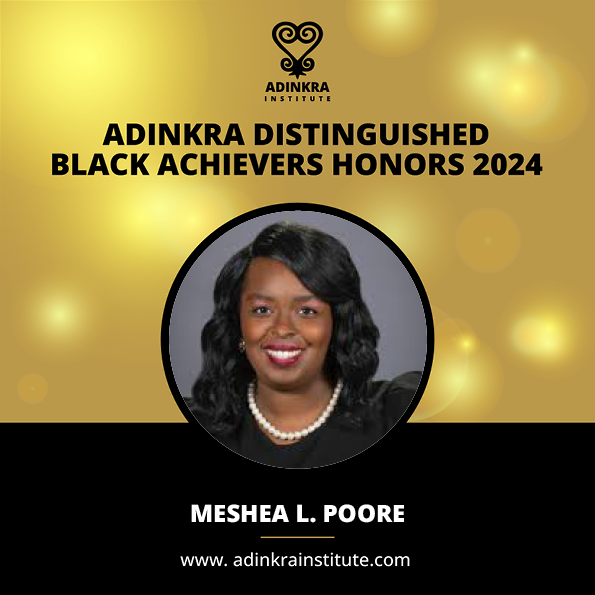 ADINKRA
INSTITUTE
ADINKRA DISTINGUISHED
BLACK ACHIEVERS HONORS 2024
MESHEA L. POORE
www. adinkrainstitute.com